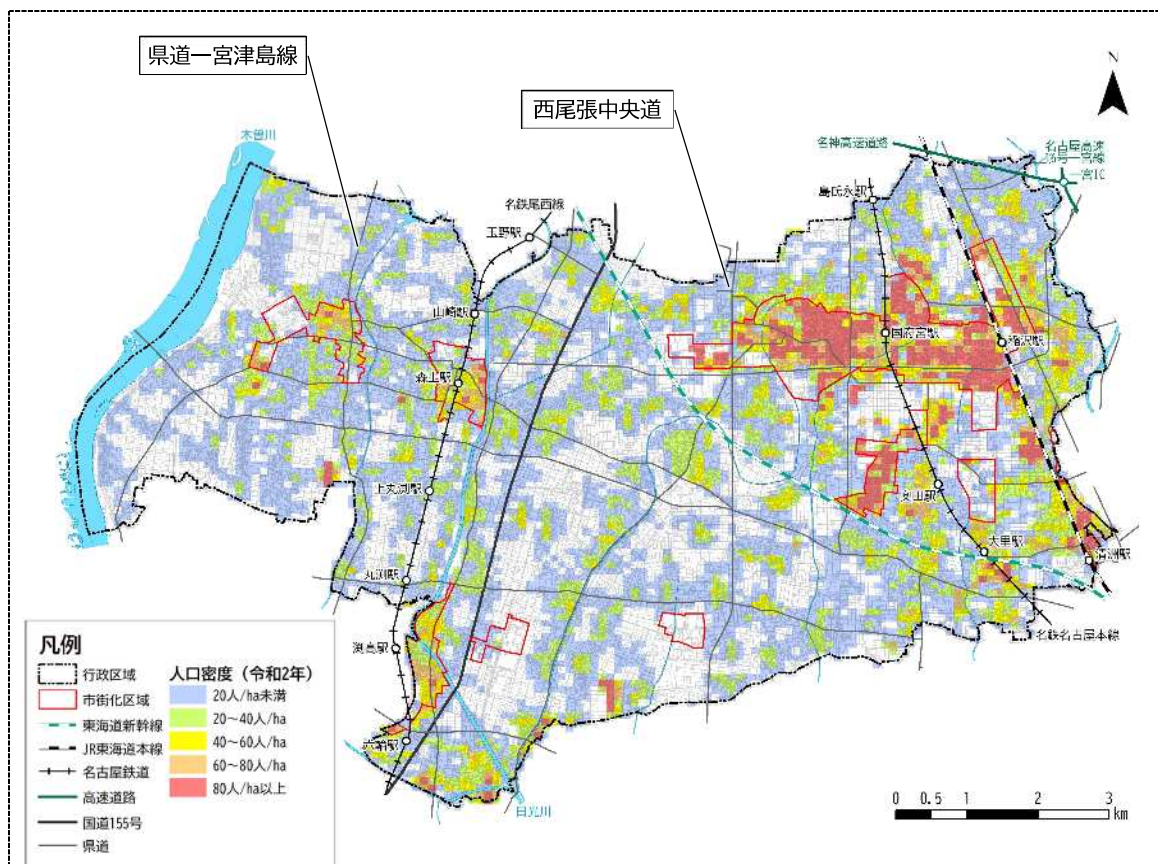 県道一宮津島線
西尾張中央道
N
木曽川
名神高速道路
名古屋高速
16号一宮線
一宮IC
島氏永駅
名鉄尾西線
玉野駅
山崎駅
国府宮駅
稲沢駅
森上駅
上丸渕駅
奥田駅
大里駅
清洲駅
丸渕駅
渕高駅
名鉄名古屋本線
六輪駅
日光川
凡例
行政区域
市街化区域
東海道新幹線
JR東海道本線
名古屋鉄道
高速道路
国道155号
県道
人口密度（令和2年）
20人/ha未満
20～40人/ha
40～60人/ha
60～80人/ha
80人/ha以上
0 0.5 1 2 3
km